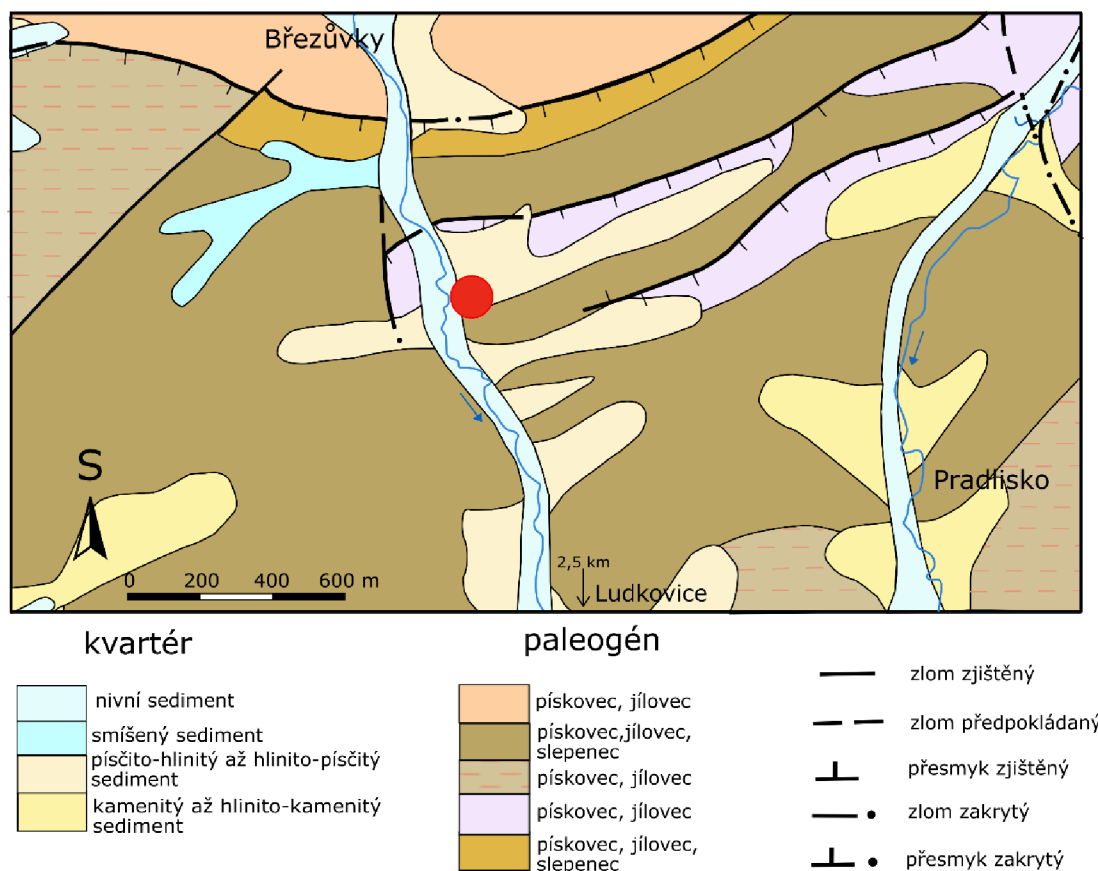 Březůvky
Pradlisko
S
0 200 400 600 m
2,5 km
Ludkovice
kvartér
nivní sediment
smíšený sediment
písčito-hlinitý až hlinito-písčitý
sediment
kamenitý až hlinito-kamenitý
sediment
paleogén
pískovec, jílovec
pískovec,jílovec,
slepenec
pískovec, jílovec
pískovec, jílovec
pískovec, jílovec,
slepenec
zlom zjištěný
zlom předpokládaný
přesmyk zjištěný
zlom zakrytý
přesmyk zakrytý